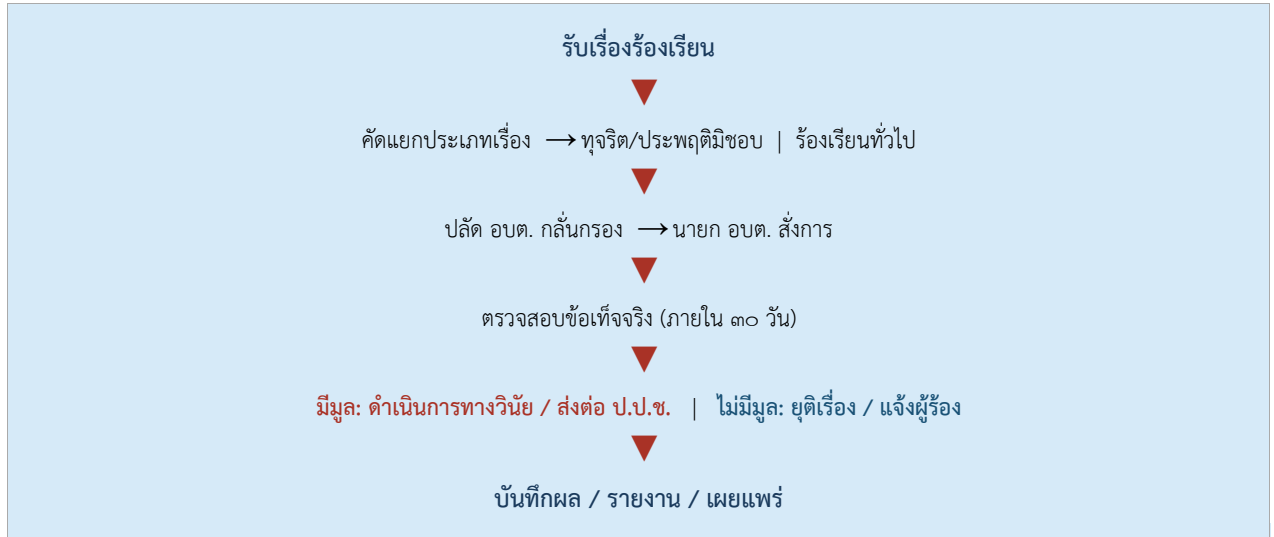 รับเรื่องร้องเรียน
คัดแยกประเภทเรื่อง → ทุจริต/ประพฤติมิชอบ | ร้องเรียนทั่วไป
ปลัด อบต. กลั่นกรอง → นายก อบต. สั่งการ
ตรวจสอบข้อเท็จจริง (ภายใน ๓๐ วัน)
มีมูล: ดำเนินการทางวินัย / ส่งต่อ ป.ป.ช. | ไม่มีมูล: ยุติเรื่อง / แจ้งผู้ร้อง
บันทึกผล / รายงาน / เผยแพร่